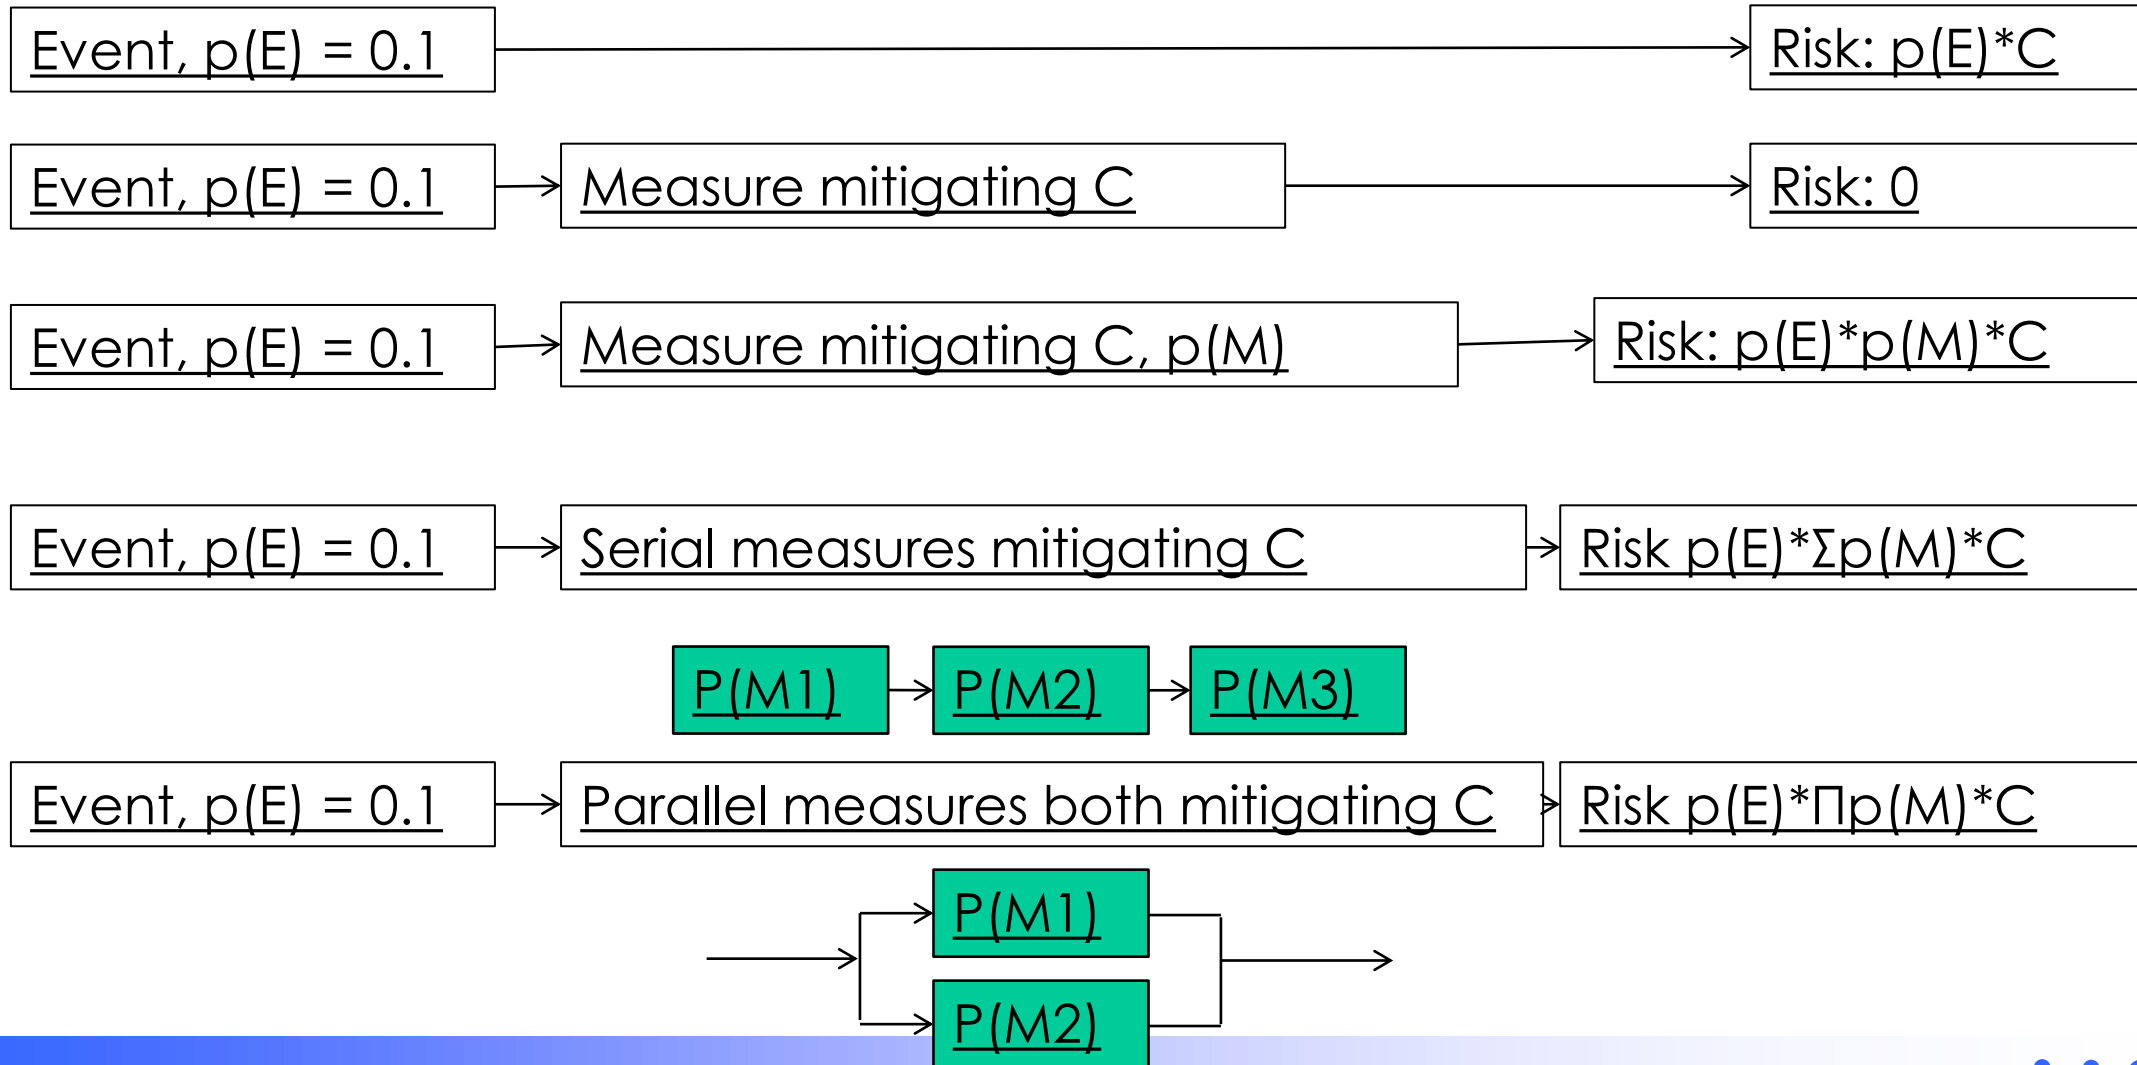 Event, p(E) = 0.1
Risk: p(E)*C
Event, p(E) = 0.1
Measure mitigating C
Risk: 0
Event, p(E) = 0.1
Measure mitigating C, p(M)
Risk: p(E)*p(M)*C
Event, p(E) = 0.1
Serial measures mitigating C
Risk p(E)*Σp(M)*C
P(M1)
P(M2)
P(M3)
Event, p(E) = 0.1
Parallel measures both mitigating C
Risk p(E)*Πp(M)*C
P(M1)
P(M2)